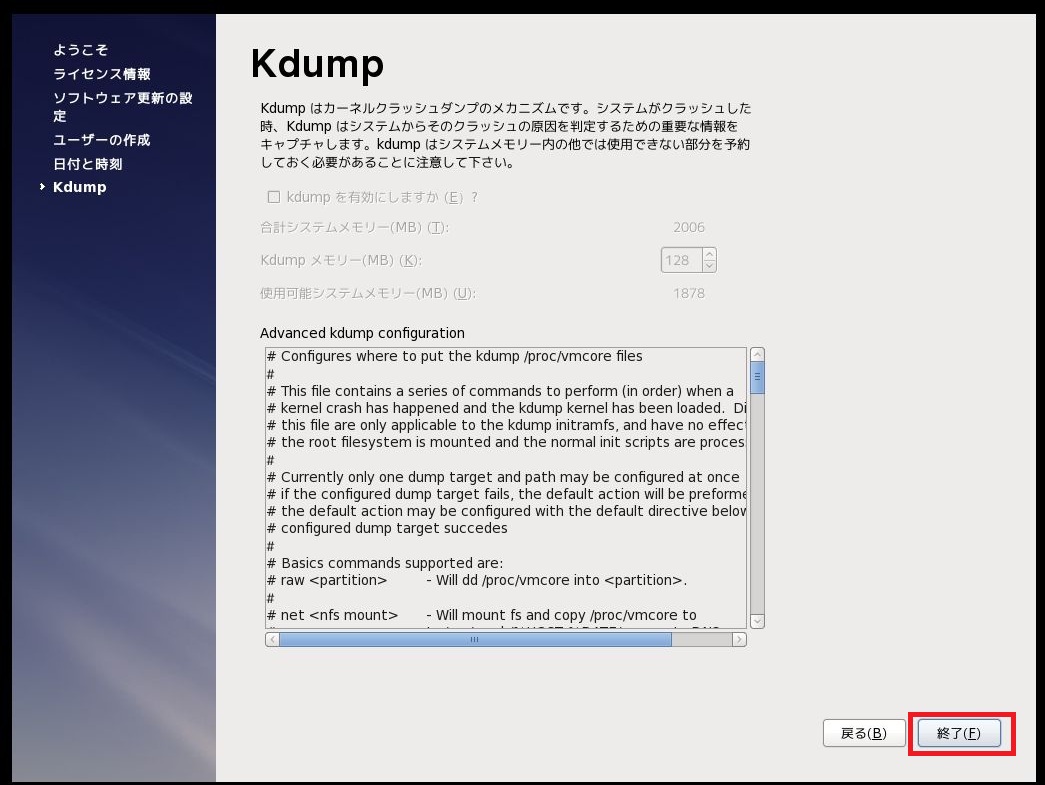 ようこそ
ライセンス情報
ソフトウェア更新の設
定
ユーザーの作成
日付と時刻
Kdump
Kdump
Kdump はカーネルクラッシュダンプのメカニズムです。システムがクラッシュした
時、Kdump はシステムからそのクラッシュの原因を判定するための重要な情報を
キャプチャします。kdump はシステムメモリー内の他では使用できない部分を予約
しておく必要があることに注意して下さい。
kdump を有効にしますか (E) ?
合計システムメモリー(MB) (T): 2006
Kdump メモリー(MB) (K): 128
使用可能システムメモリー(MB) (U): 1878
Advanced kdump configuration
# Configures where to put the kdump /proc/vmcore files
#
# This file contains a series of commands to perform (in order) when a
# kernel crash has happened and the kdump kernel has been loaded. Di
# this file are only applicable to the kdump initramfs, and have no effect
# the root filesystem is mounted and the normal init scripts are proces
#
# Currently only one dump target and path may be configured at once
# if the configured dump target fails, the default action will be preforme
# the default action may be configured with the default directive below
# configured dump target succedes
#
# Basics commands supported are:
# raw <partition> - Will dd /proc/vmcore into <partition>.
#
# net <nfs mount> - Will mount fs and copy /proc/vmcore to
戻る(B)
終了(F)